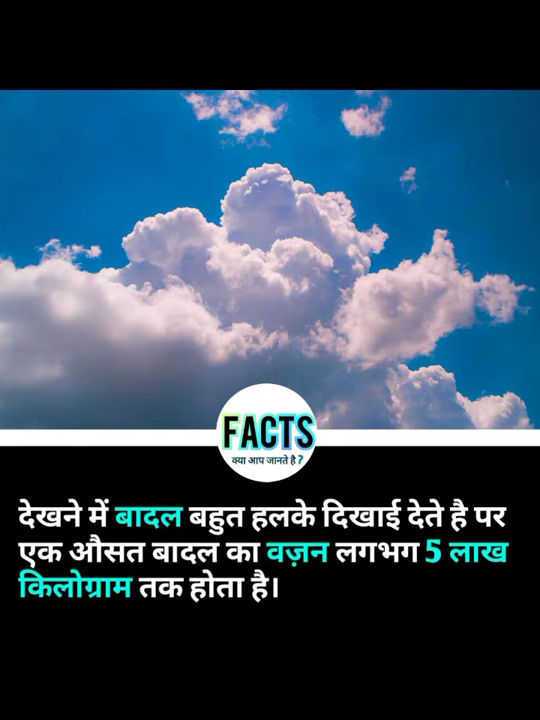 FACTS
क्या आप जानते है ?
देखने में बादल बहुत हलके दिखाई देते है पर
एक औसत बादल का वज़न लगभग 5 लाख
किलोग्राम तक होता है।